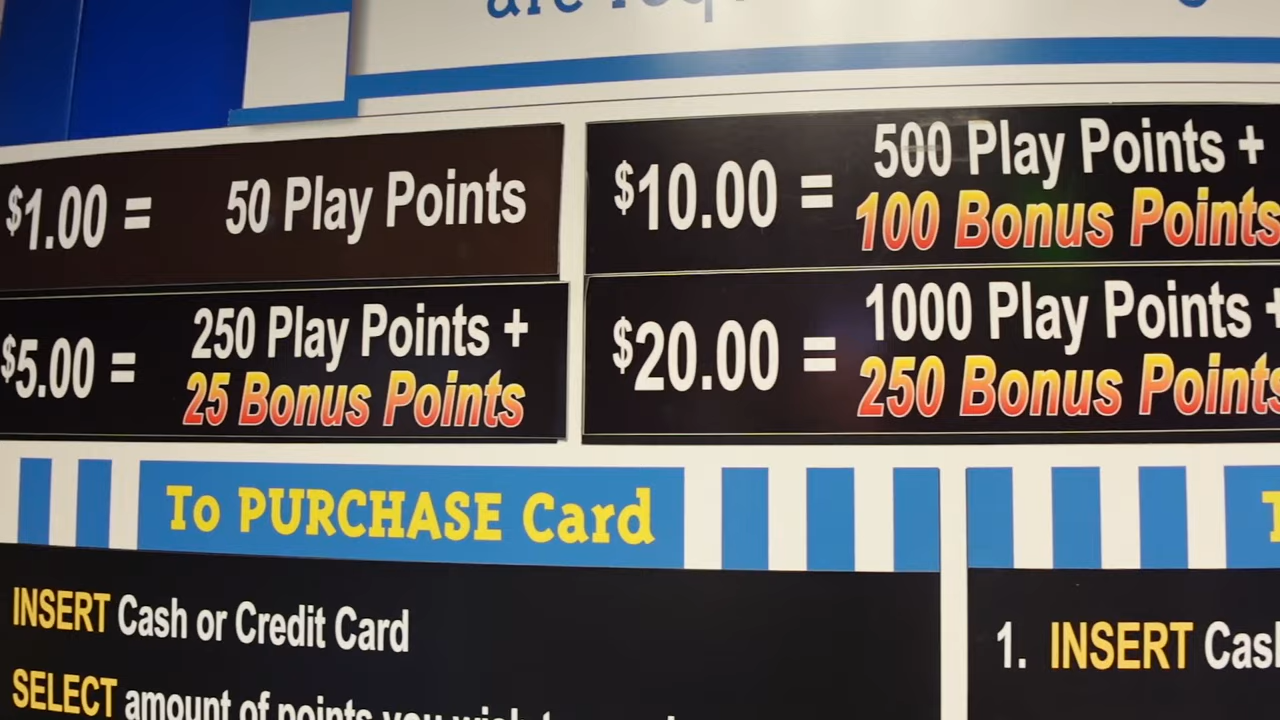 $1.00 = 50 Play Points
$5.00 = 250 Play Points +
25 Bonus Points
$10.00 = 500 Play Points +
100 Bonus Points
$20.00 = 1000 Play Points +
250 Bonus Points
To PURCHASE Card
INSERT Cash or Credit Card
SELECT amount of points you
1. INSERT Cash